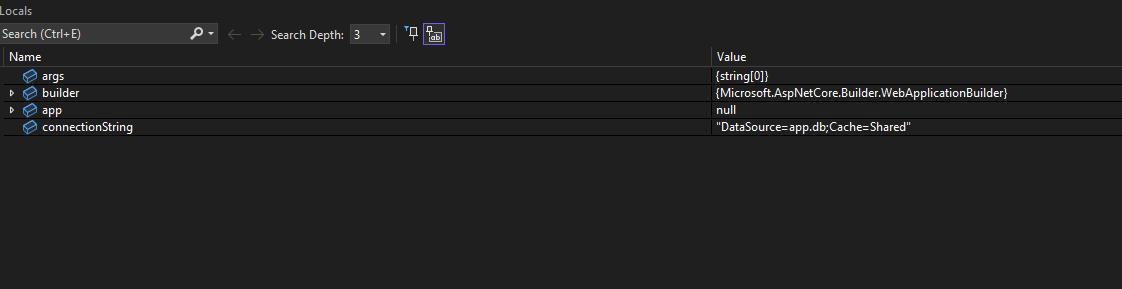 Locals
Search (Ctrl+E) Search Depth: 3
Name Value
args {string[0]}
builder {Microsoft.AspNetCore.Builder.WebApplicationBuilder}
app null
connectionString "DataSource=app.db;Cache=Shared"